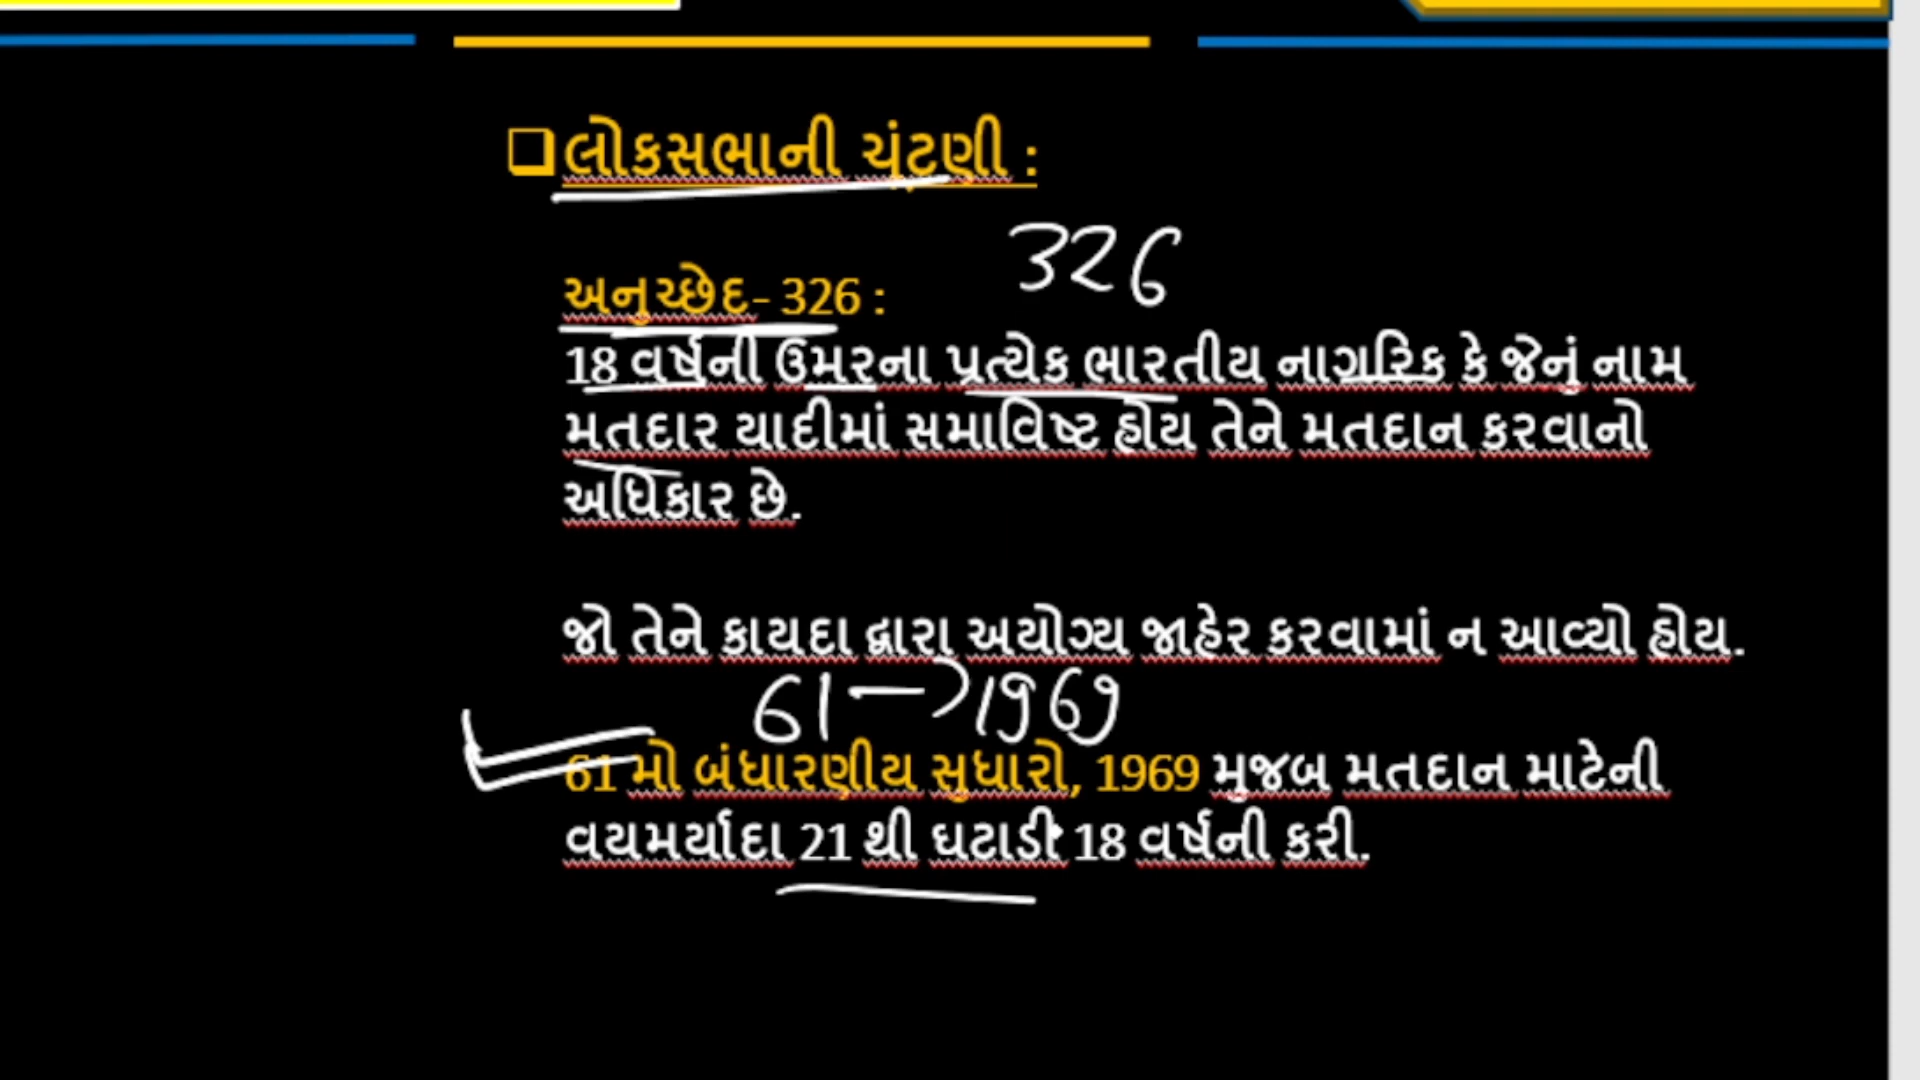 ❑લોકસભાની ચૂંટણી :
326
અનુચ્છેદ- 326 :
18 વર્ષની ઉંમરના પ્રત્યેક ભારતીય નાગરિક કે જેનું નામ
મતદાર યાદીમાં સમાવિષ્ટ હોય તેને મતદાન કરવાનો
અધિકાર છે.
જો તેને કાયદા દ્વારા અયોગ્ય જાહેર કરવામાં ન આવ્યો હોય.
61 → 1969
61 મો બંધારણીય સુધારો, 1969 મુજબ મતદાન માટેની
વયમર્યાદા 21 થી ઘટાડી 18 વર્ષની કરી.